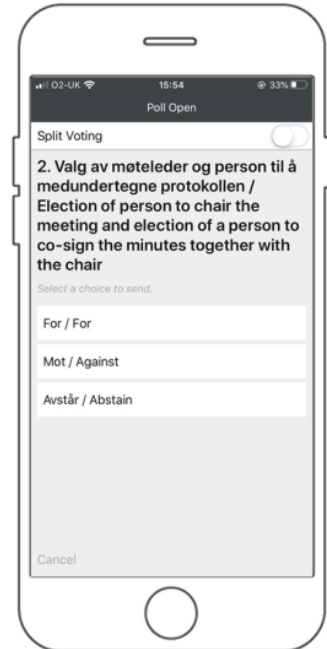 O2-UK 15:54 33%
Poll Open
Split Voting
2. Valg av møteleder og person til å
medundertegne protokollen /
Election of person to chair the
meeting and election of a person to
co-sign the minutes together with
the chair
Select a choice to send.
For / For
Mot / Against
Avstår / Abstain
Cancel